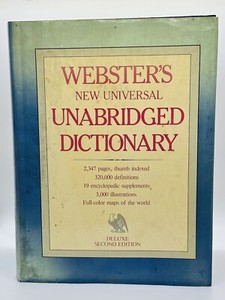 WEBSTER'S
NEW UNIVERSAL
UNABRIDGED
DICTIONARY
2,347 pages, thumb indexed
320,000 definitions
19 encyclopedic supplements
3,000 illustrations
Full-color maps of the world
DELUXE
SECOND EDITION